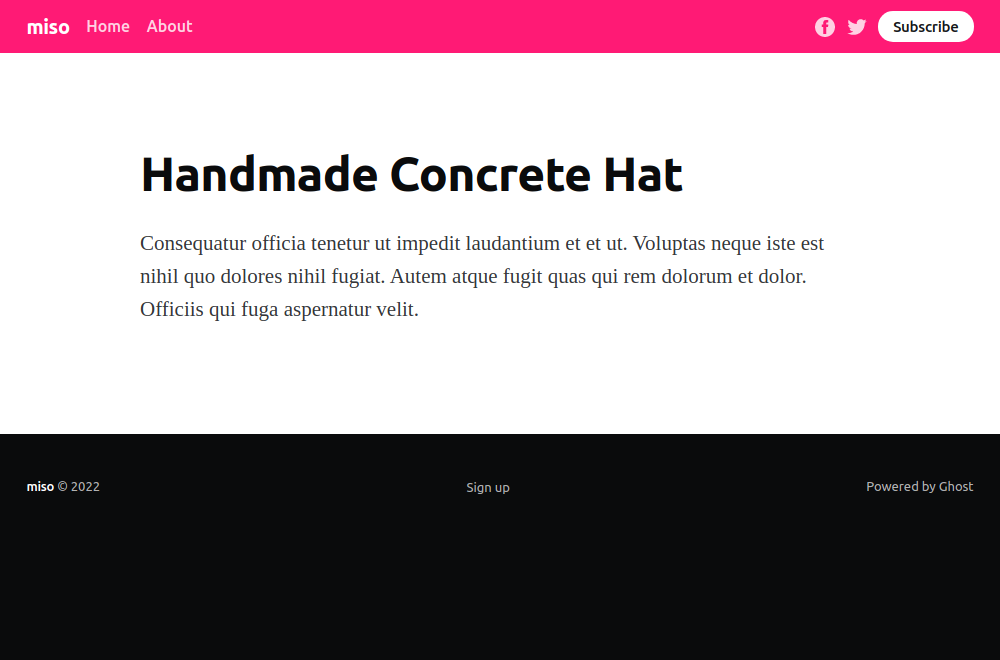 miso Home About Subscribe
Handmade Concrete Hat
Consequatur officia tenetur ut impedit laudantium et et ut. Voluptas neque iste est
nihil quo dolores nihil fugiat. Autem atque fugit quas qui rem dolorum et dolor.
Officiis qui fuga aspernatur velit.
miso © 2022 Sign up Powered by Ghost